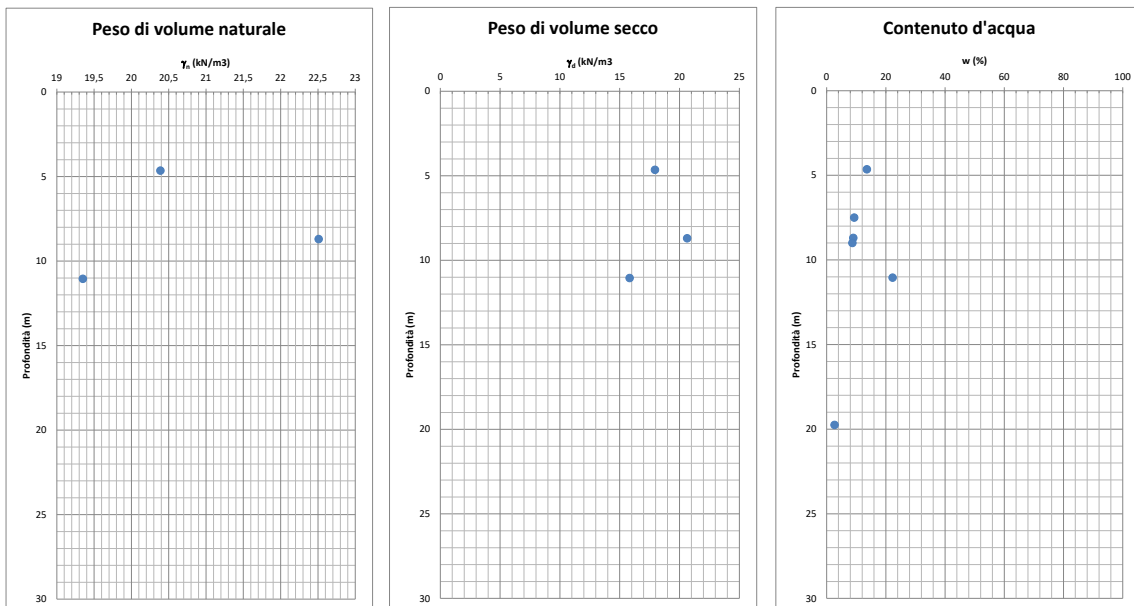 Peso di volume naturale
γn (kN/m3)
19 19,5 20 20,5 21 21,5 22 22,5 23
0
5
10
15
20
25
30
Profondità (m)
Peso di volume secco
γd (kN/m3
0 5 10 15 20 25
0
5
10
15
20
25
30
Profondità (m)
Contenuto d'acqua
w (%)
0 20 40 60 80 100
0
5
10
15
20
25
30
Profondità (m)